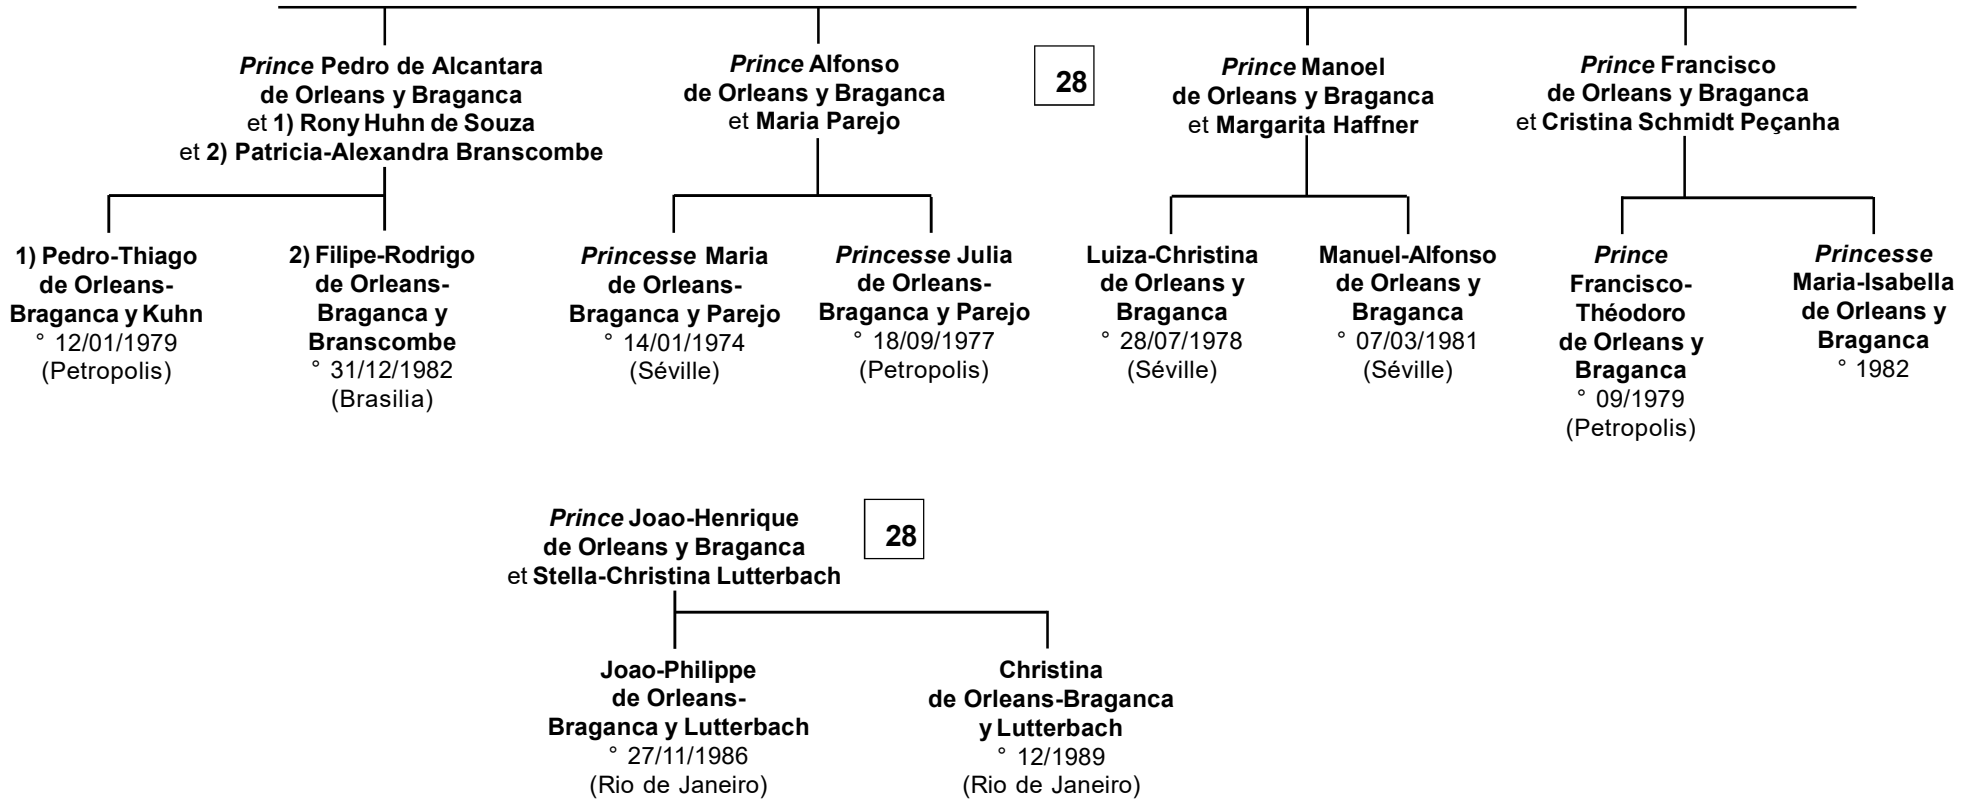 Prince Pedro de Alcantara
de Orleans y Braganca
et 1) Rony Huhn de Souza
et 2) Patricia-Alexandra Branscombe
Prince Alfonso
de Orleans y Braganca
et Maria Parejo
28
Prince Manoel
de Orleans y Braganca
et Margarita Haffner
Prince Francisco
de Orleans y Braganca
et Cristina Schmidt Peçanha
1) Pedro-Thiago
de Orleans-
Braganca y Kuhn
° 12/01/1979
(Petropolis)
2) Filipe-Rodrigo
de Orleans-
Braganca y
Branscombe
° 31/12/1982
(Brasilia)
Princesse Maria
de Orleans-
Braganca y Parejo
° 14/01/1974
(Séville)
Princesse Julia
de Orleans-
Braganca y Parejo
° 18/09/1977
(Petropolis)
Luiza-Christina
de Orleans y
Braganca
° 28/07/1978
(Séville)
Manuel-Alfonso
de Orleans y
Braganca
° 07/03/1981
(Séville)
Prince
Francisco-
Théodoro
de Orleans y
Braganca
° 09/1979
(Petropolis)
Princesse
Maria-Isabella
de Orleans y
Braganca
° 1982
Prince Joao-Henrique
de Orleans y Braganca
et Stella-Christina Lutterbach
28
Joao-Philippe
de Orleans-
Braganca y Lutterbach
° 27/11/1986
(Rio de Janeiro)
Christina
de Orleans-Braganca
y Lutterbach
° 12/1989
(Rio de Janeiro)